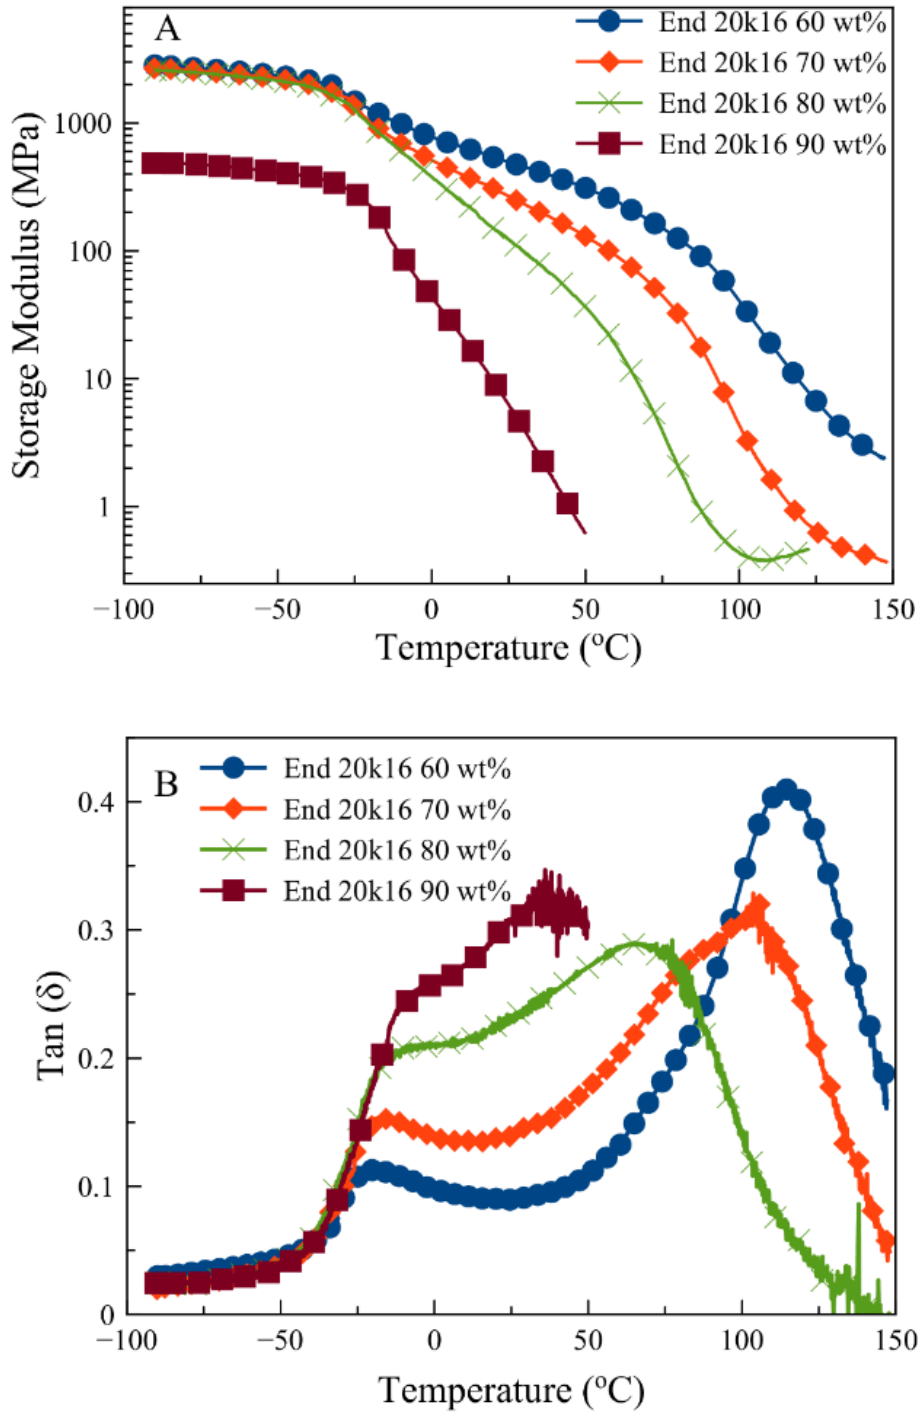 A
End 20k16 60 wt%
End 20k16 70 wt%
End 20k16 80 wt%
End 20k16 90 wt%
Storage Modulus (MPa)
1000
100
10
1
−100
−50
0
50
100
150
Temperature (ºC)
B
End 20k16 60 wt%
End 20k16 70 wt%
End 20k16 80 wt%
End 20k16 90 wt%
Tan (δ)
0.4
0.3
0.2
0.1
0
−100
−50
0
50
100
150
Temperature (ºC)